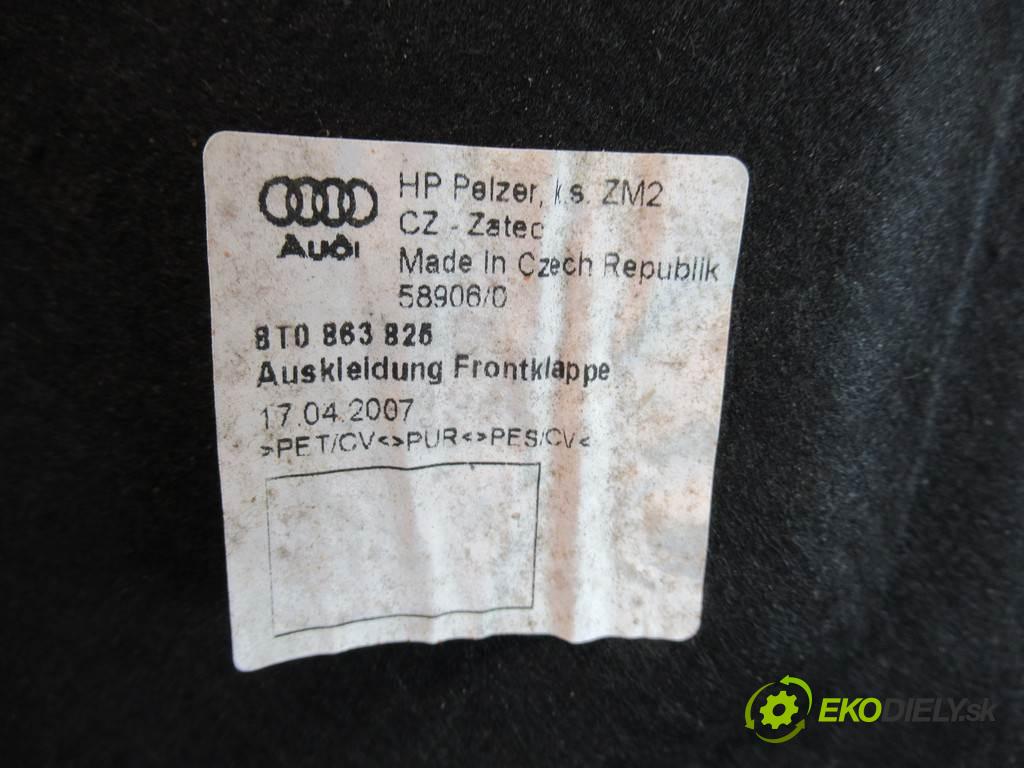 HP Pelzer, k.s. ZM2
CZ - Zatec
Made In Czech Republik
58906/0
Audi
8T0 863 825
Auskleidung Frontklappe
17.04.2007
>PET/CV<>PUR<>PES/CV<
EKODIELY.sk